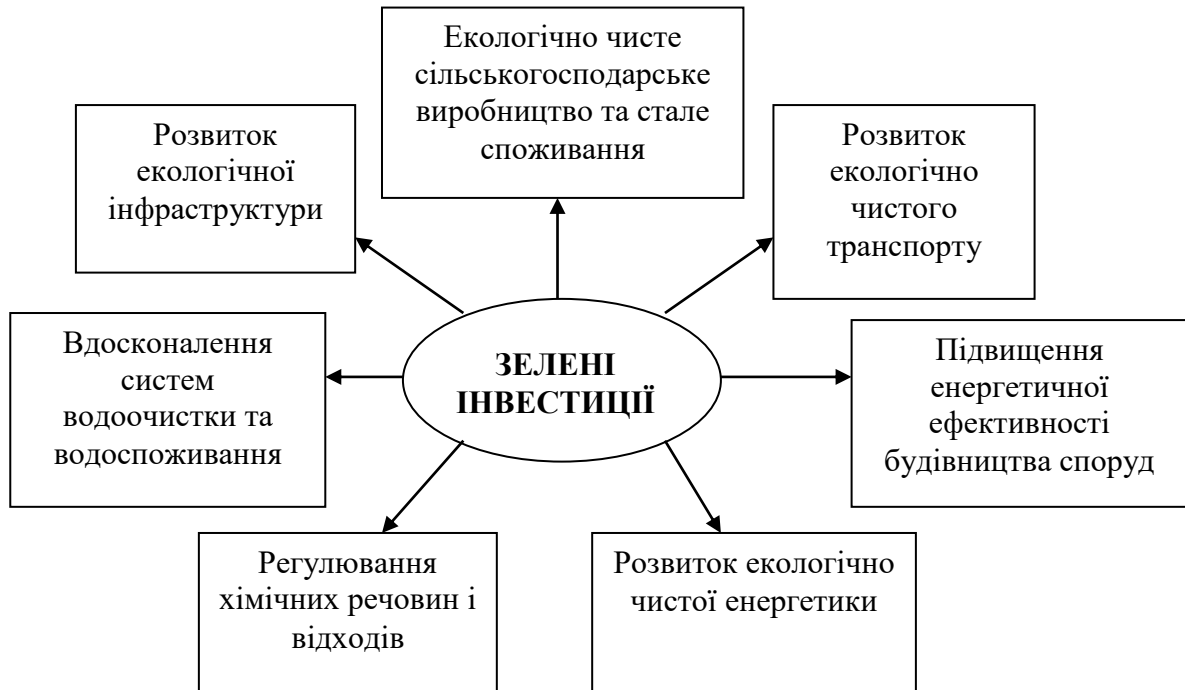 Екологічно чисте
сільськогосподарське
виробництво та стале
споживання
Розвиток
екологічної
інфраструктури
Розвиток
екологічно
чистого
транспорту
Вдосконалення
систем
водоочистки та
водоспоживання
ЗЕЛЕНІ
ІНВЕСТИЦІЇ
Підвищення
енергетичної
ефективності
будівництва споруд
Регулювання
хімічних речовин і
відходів
Розвиток екологічно
чистої енергетики